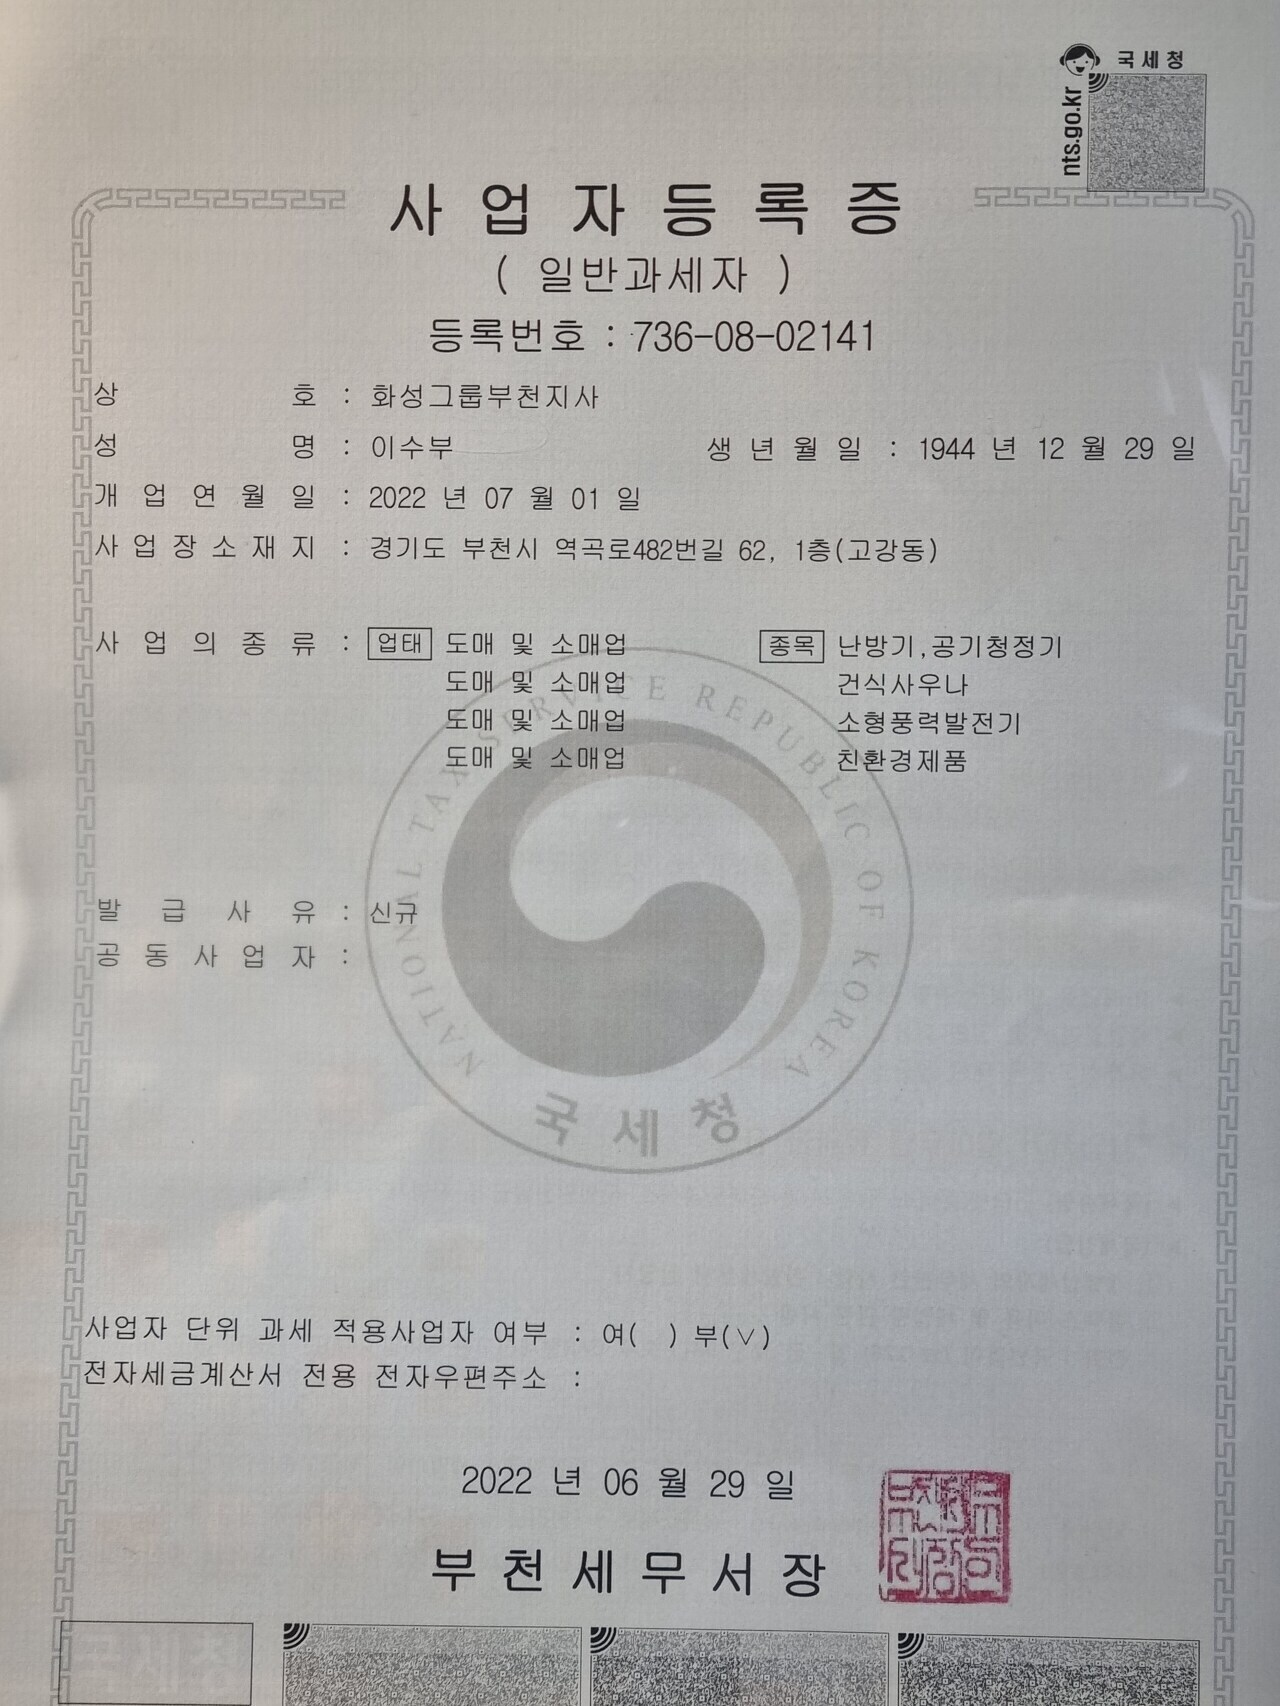 국세청
nts.go.kr
사업자등록증
( 일반과세자 )
등록번호 : 736-08-02141
상 호 : 화성그룹부천지사
성 명 : 이수부 생년월일 : 1944 년 12 월 29 일
개업연월일 : 2022 년 07 월 01 일
사업장소재지 : 경기도 부천시 역곡로482번길 62, 1층(고강동)
사업의종류 : 업태 도매 및 소매업 종목 난방기,공기청정기
도매 및 소매업 건식사우나
도매 및 소매업 소형풍력발전기
도매 및 소매업 친환경제품
NATIONAL TAX SERVICE REPUBLIC OF KOREA
발급사유 : 신규
공동사업자 :
국세청
사업자 단위 과세 적용사업자 여부 : 여( ) 부(∨)
전자세금계산서 전용 전자우편주소 :
2022 년 06 월 29 일
부천세무서장